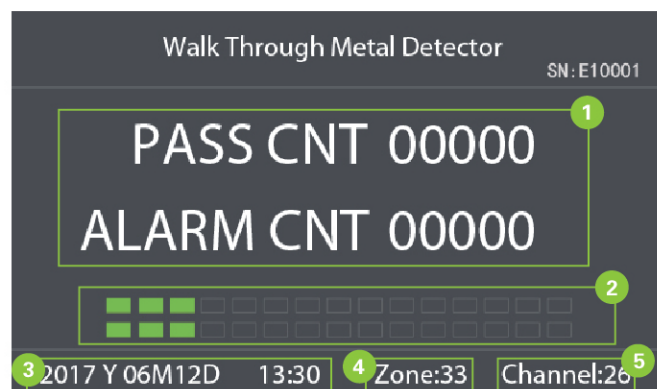 Walk Through Metal Detector
SN:E10001
1
PASS CNT 00000
ALARM CNT 00000
2
3 2017 Y 06M12D 13:30 4 Zone:33 Channel:26 5